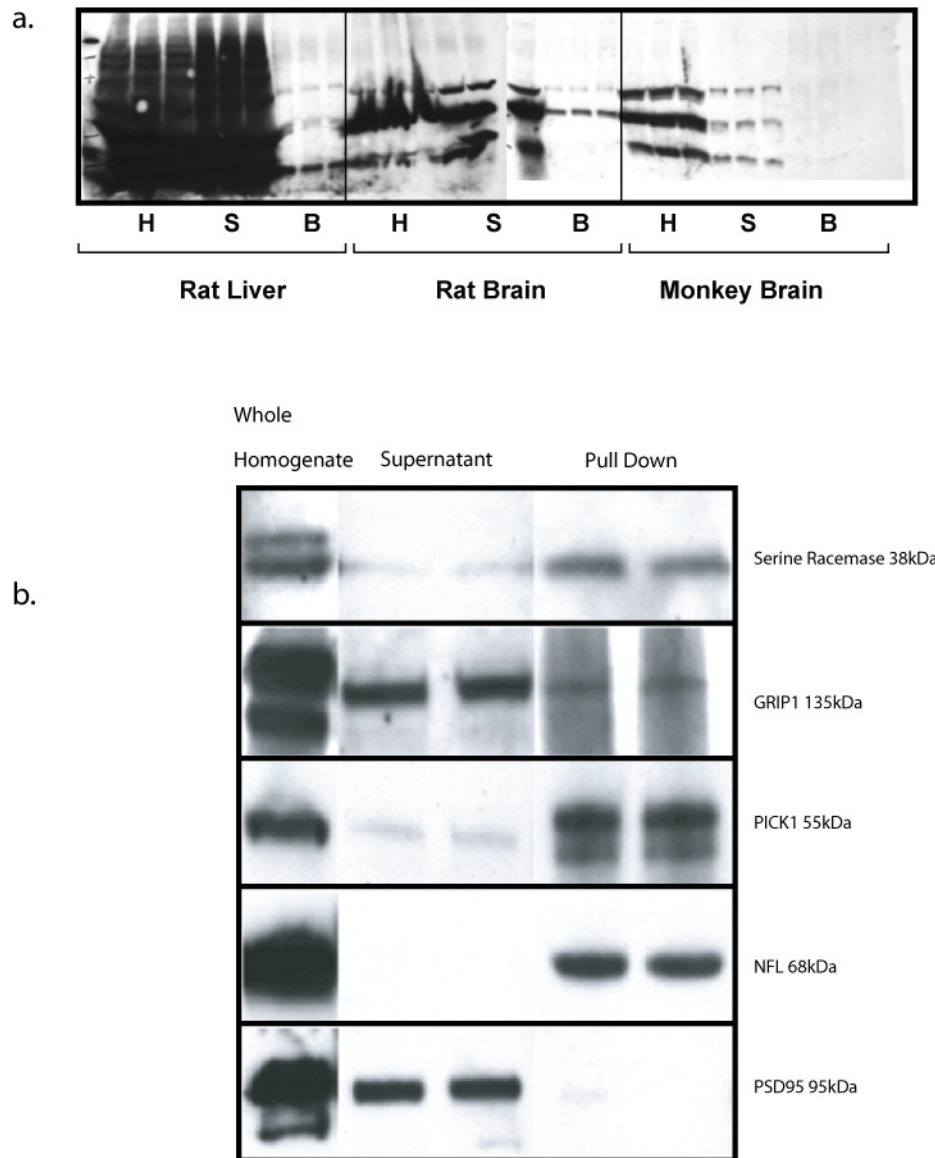 a.
H S B H S B H S B
Rat Liver Rat Brain Monkey Brain
Whole
Homogenate Supernatant Pull Down
Serine Racemase 38kDa
b.
GRIP1 135kDa
PICK1 55kDa
NFL 68kDa
PSD95 95kDa